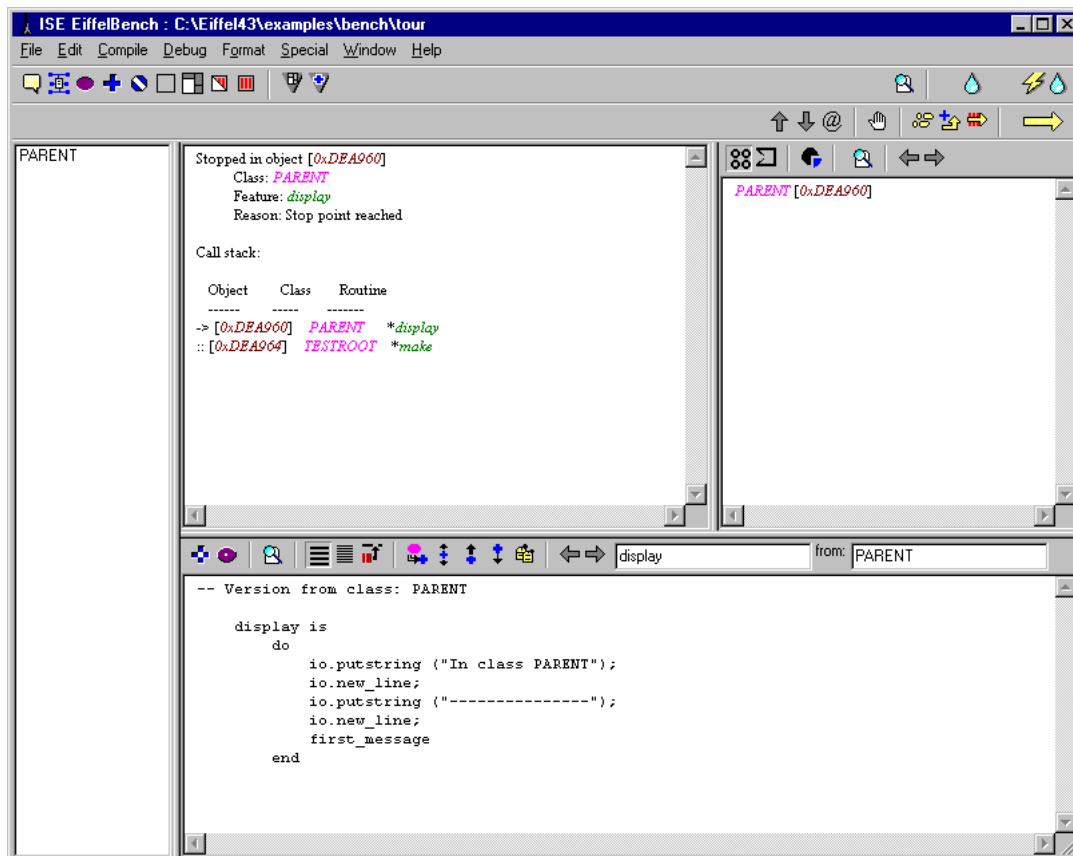 ISE EiffelBench : C:\Eiffel43\examples\bench\tour
File Edit Compile Debug Format Special Window Help
PARENT
Stopped in object [0xDEA960]
Class: PARENT
Feature: display
Reason: Stop point reached
Call stack:
Object Class Routine
------ ----- -------
-> [0xDEA960] PARENT *display
:: [0xDEA964] TESTROOT *make
PARENT [0xDEA960]
display from: PARENT
-- Version from class: PARENT
display is
do
io.putstring ("In class PARENT");
io.new_line;
io.putstring ("---------------");
io.new_line;
first_message
end